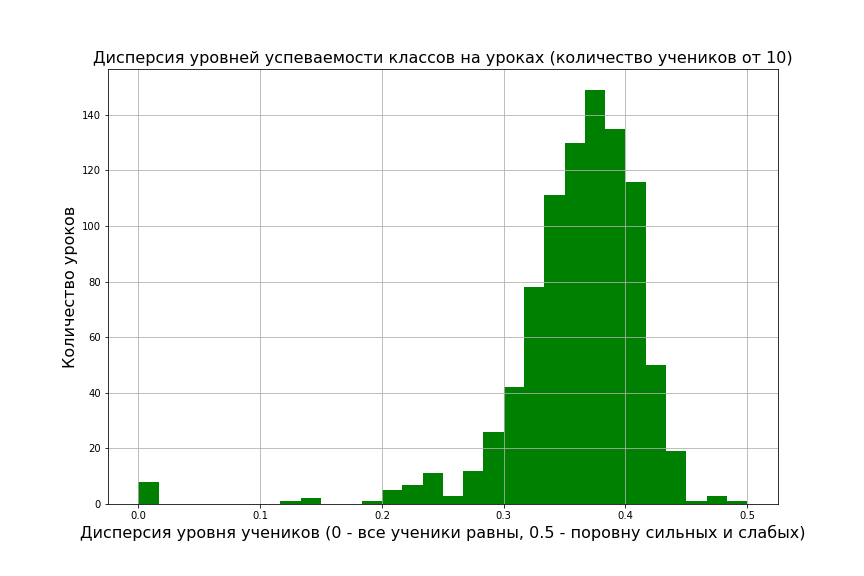 Дисперсия уровней успеваемости классов на уроках (количество учеников от 10)
140
120
100
80
60
40
20
0
Количество уроков
0.0 0.1 0.2 0.3 0.4 0.5
Дисперсия уровня учеников (0 - все ученики равны, 0.5 - поровну сильных и слабых)